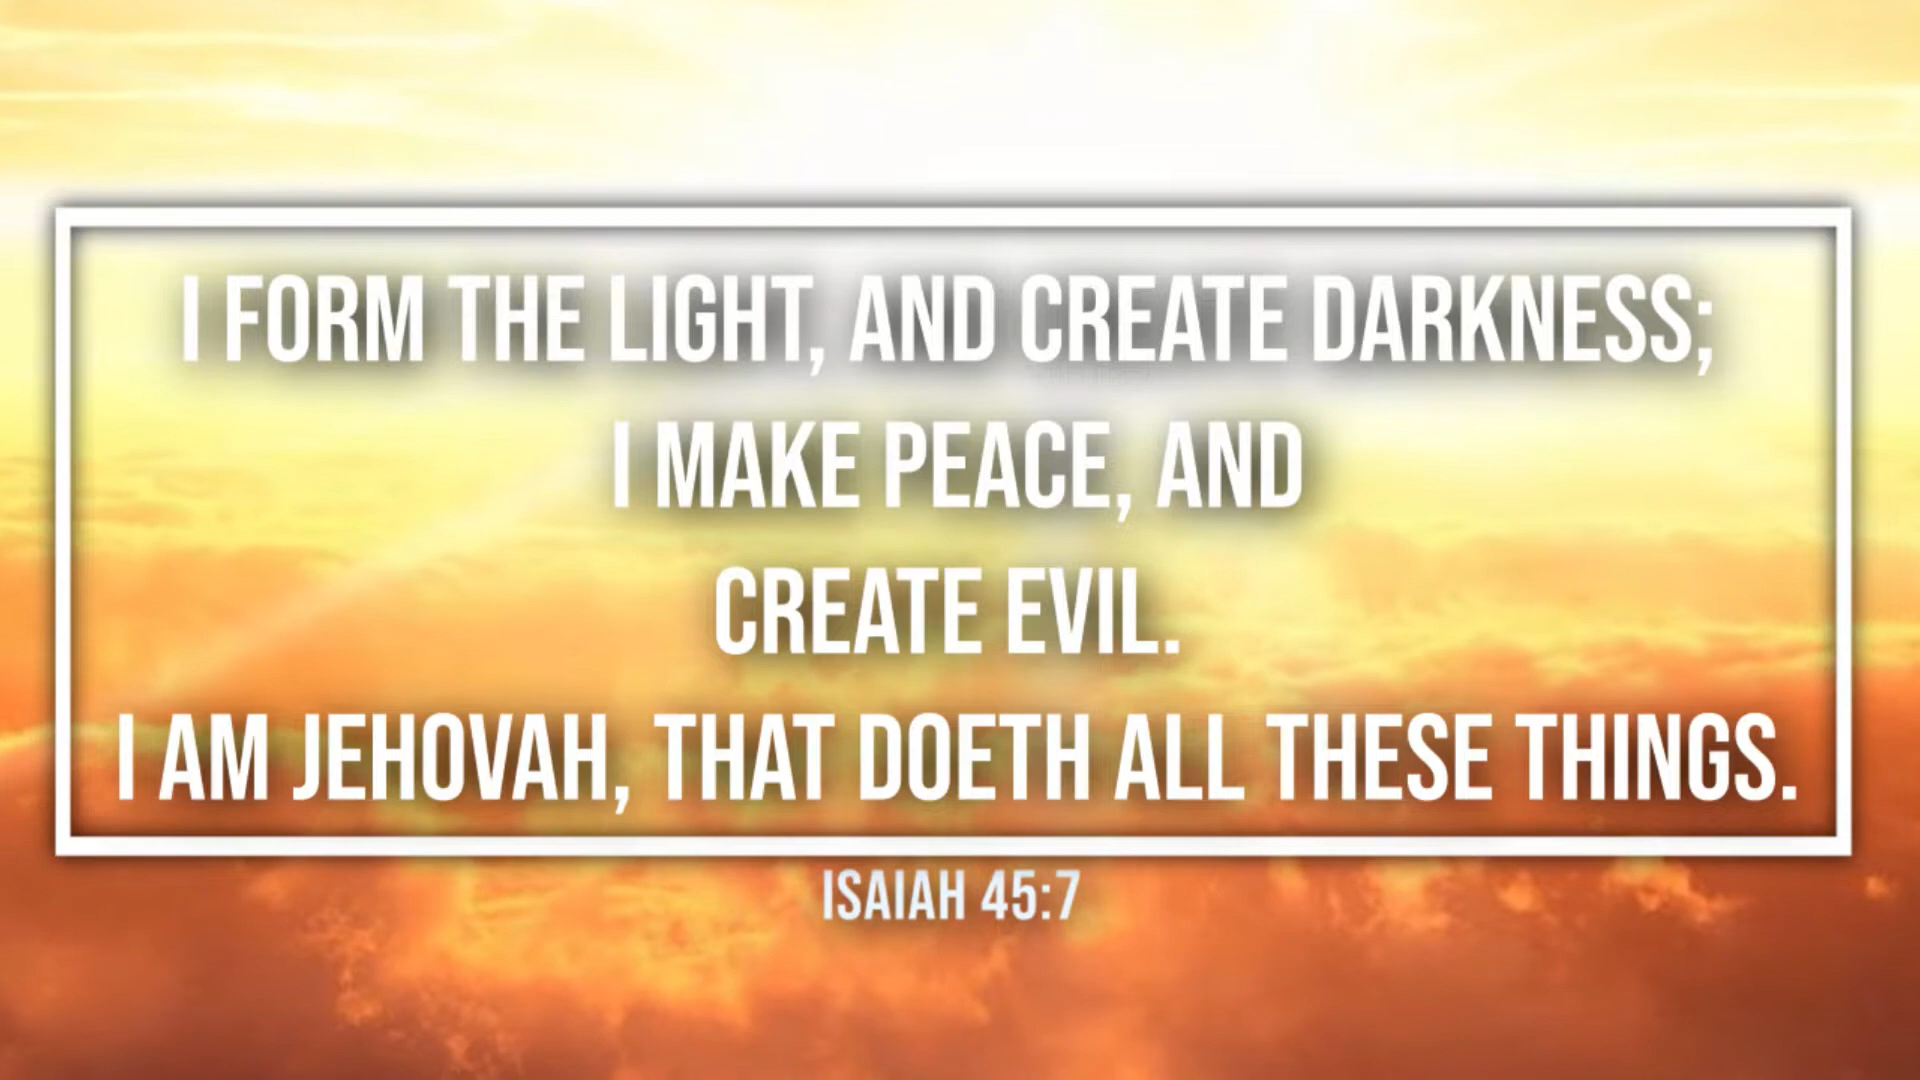 I FORM THE LIGHT, AND CREATE DARKNESS;
I MAKE PEACE, AND
CREATE EVIL.
I AM JEHOVAH, THAT DOETH ALL THESE THINGS.
ISAIAH 45:7